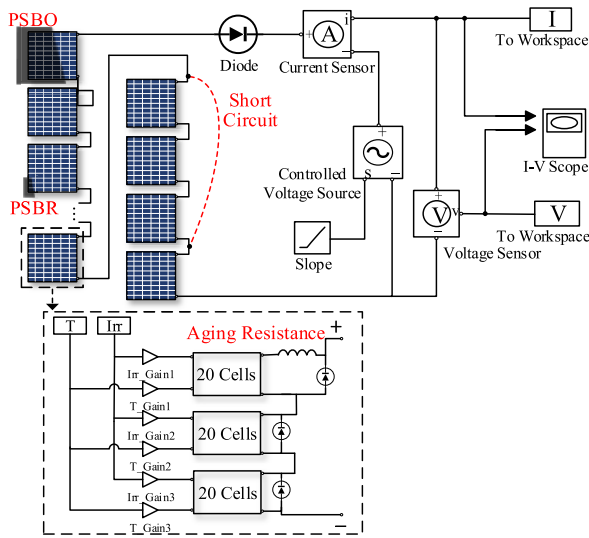 PSBO
PSBR
Diode
+
A
i
−
Current Sensor
I
To Workspace
Short
Circuit
Controlled
Voltage Source
+
S
−
I-V Scope
Slope
+
V
v
−
Voltage Sensor
V
To Workspace
T
Irr
Aging Resistance
+
Irr_Gain1
20 Cells
T_Gain1
Irr_Gain2
20 Cells
T_Gain2
Irr_Gain3
20 Cells
T_Gain3
−